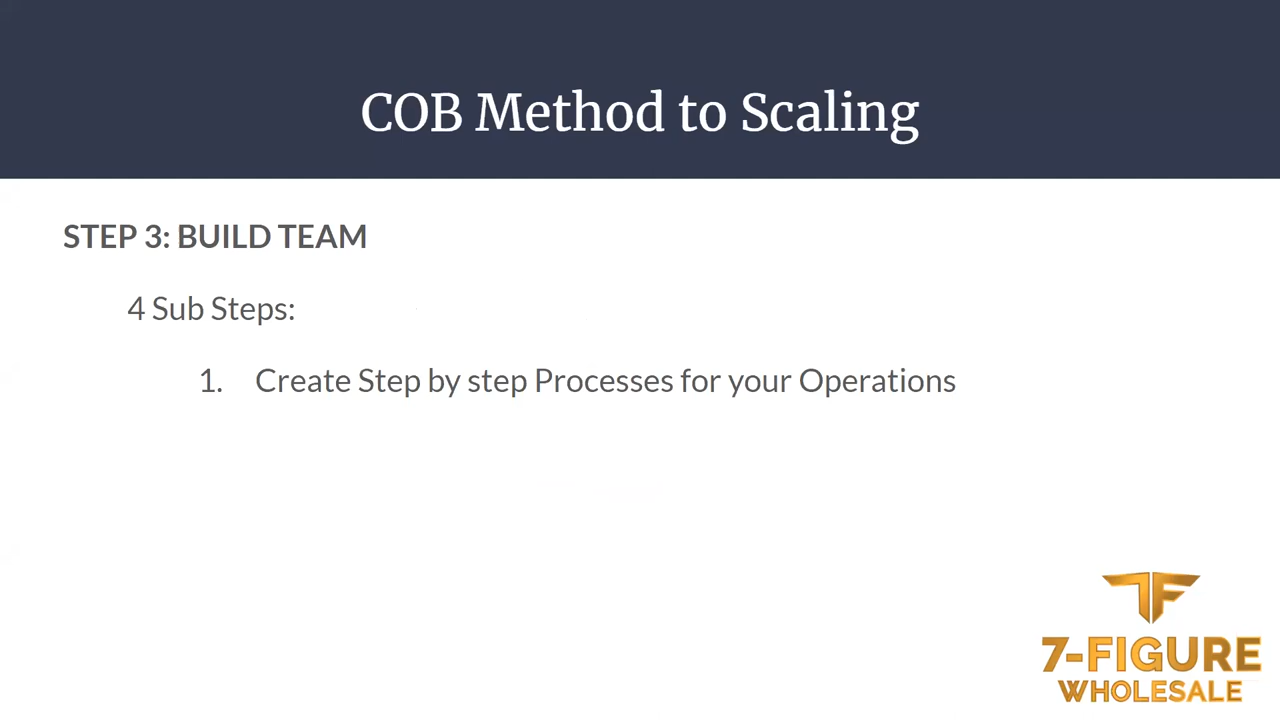 COB Method to Scaling
STEP 3: BUILD TEAM
4 Sub Steps:
1. Create Step by step Processes for your Operations
7F
7-FIGURE
WHOLESALE